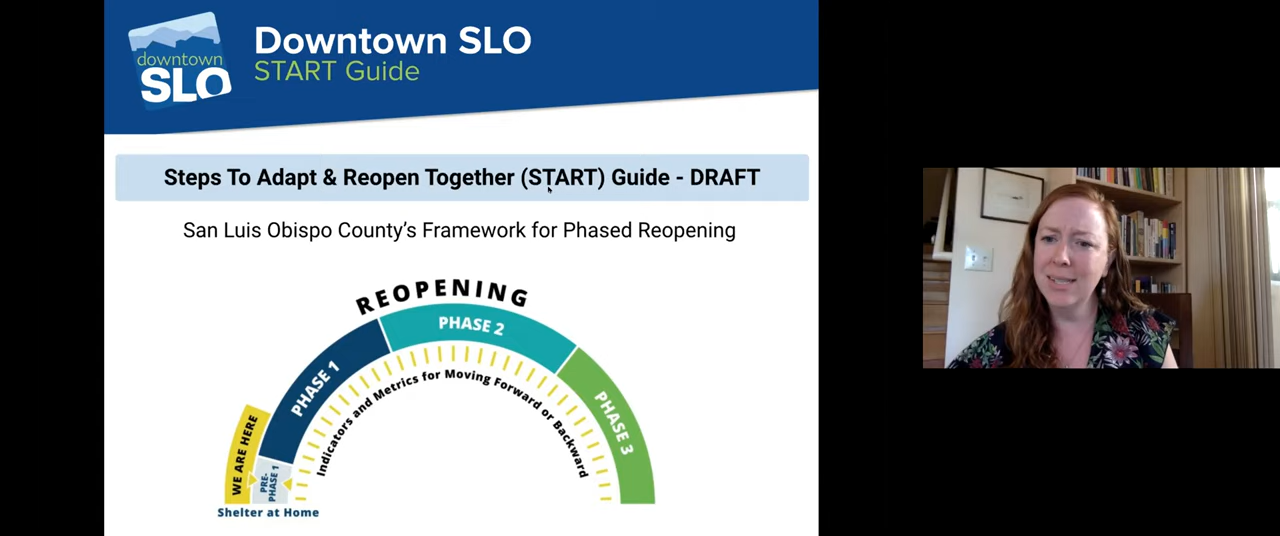 downtown
SLO
Downtown SLO
START Guide
Steps To Adapt & Reopen Together (START) Guide - DRAFT
San Luis Obispo County’s Framework for Phased Reopening
REOPENING
PHASE 1
PHASE 2
PHASE 3
Indicators and Metrics for Moving Forward or Backward
WE ARE HERE
PRE-
PHASE 1
Shelter at Home